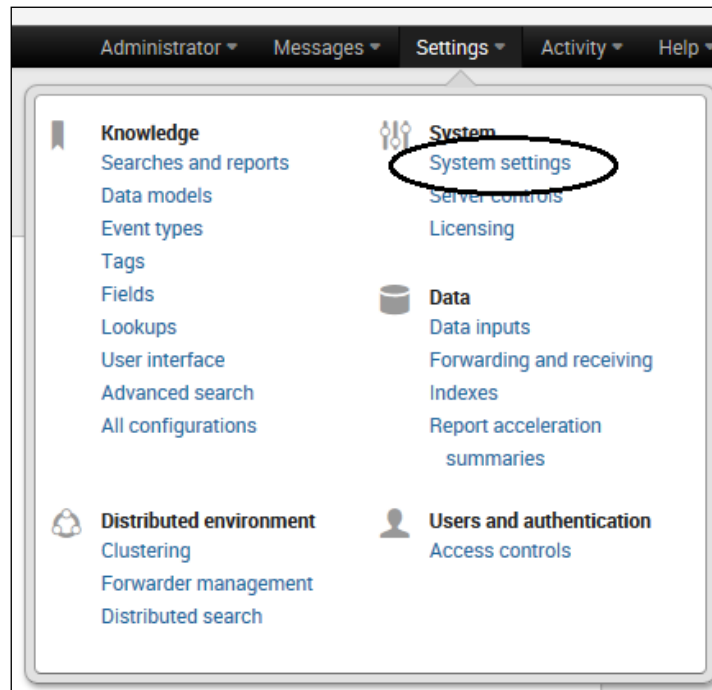 Administrator Messages Settings Activity Help
Knowledge
Searches and reports
Data models
Event types
Tags
Fields
Lookups
User interface
Advanced search
All configurations
System
System settings
Server controls
Licensing
Data
Data inputs
Forwarding and receiving
Indexes
Report acceleration
summaries
Distributed environment
Clustering
Forwarder management
Distributed search
Users and authentication
Access controls